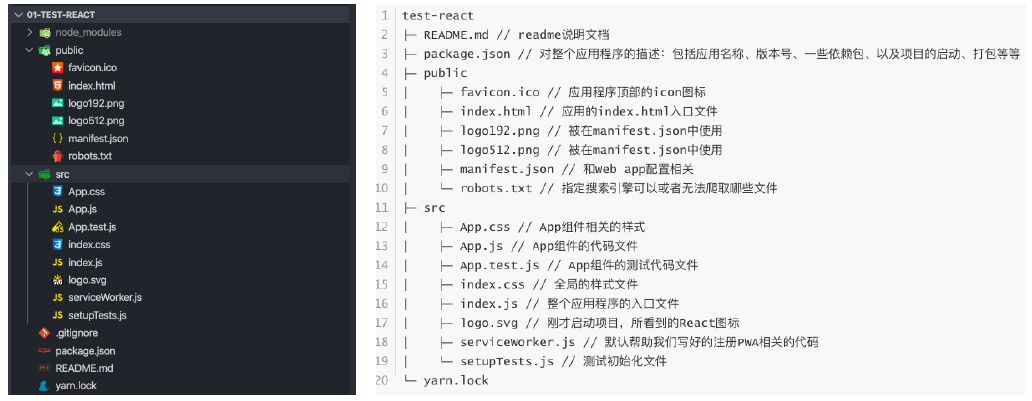 01-TEST-REACT
node_modules
public
favicon.ico
index.html
logo192.png
logo512.png
{ } manifest.json
robots.txt
src
App.css
JS App.js
App.test.js
index.css
JS index.js
logo.svg
JS serviceWorker.js
JS setupTests.js
.gitignore
package.json
README.md
yarn.lock
1 test-react
2 ├─ README.md // readme说明文档
3 ├─ package.json // 对整个应用程序的描述：包括应用名称、版本号、一些依赖包、以及项目的启动、打包等等
4 ├─ public
5 │ ├─ favicon.ico // 应用程序顶部的icon图标
6 │ ├─ index.html // 应用的index.html入口文件
7 │ ├─ logo192.png // 被在manifest.json中使用
8 │ ├─ logo512.png // 被在manifest.json中使用
9 │ ├─ manifest.json // 和web app配置相关
10 │ └─ robots.txt // 指定搜索引擎可以或者无法爬取哪些文件
11 ├─ src
12 │ ├─ App.css // App组件相关的样式
13 │ ├─ App.js // App组件的代码文件
14 │ ├─ App.test.js // App组件的测试代码文件
15 │ ├─ index.css // 全局的样式文件
16 │ ├─ index.js // 整个应用程序的入口文件
17 │ ├─ logo.svg // 刚才启动项目，所看到的React图标
18 │ ├─ serviceWorker.js // 默认帮助我们写好的注册PWA相关的代码
19 │ └─ setupTests.js // 测试初始化文件
20 └─ yarn.lock